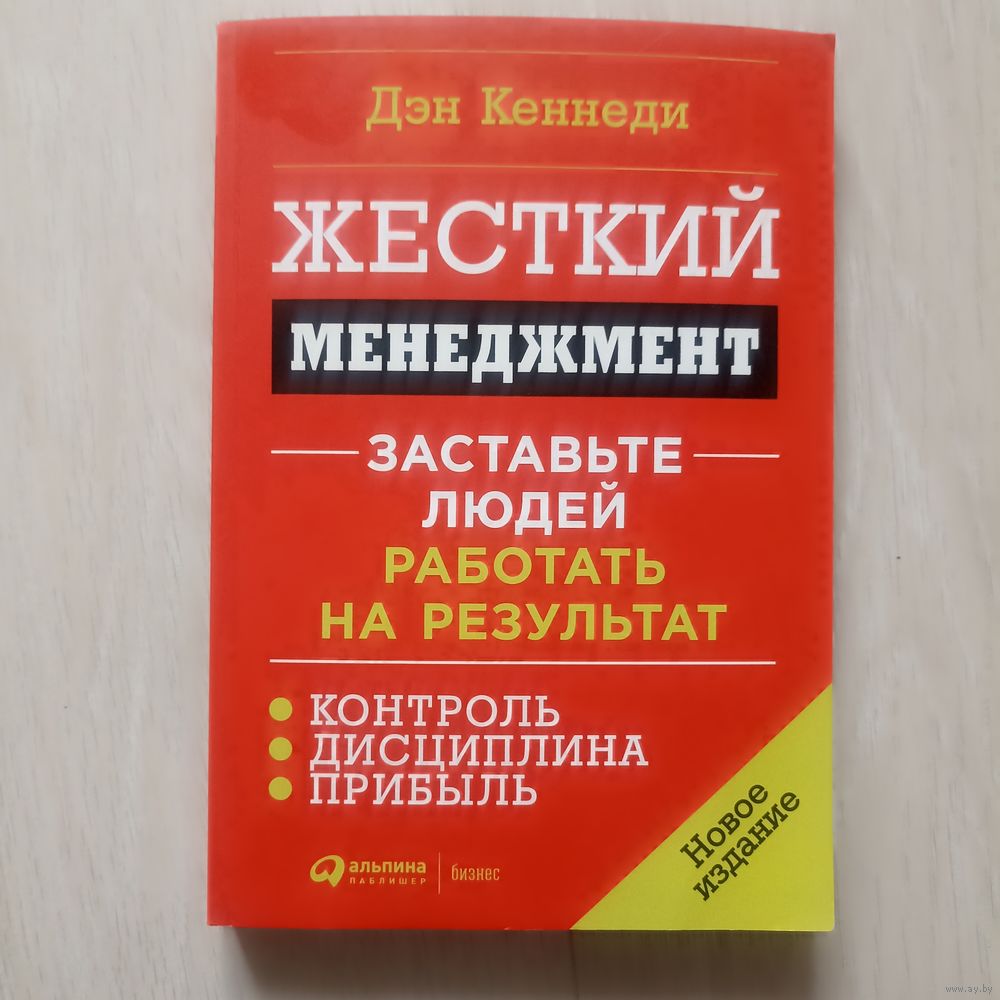 Дэн Кеннеди
ЖЕСТКИЙ
МЕНЕДЖМЕНТ
ЗАСТАВЬТЕ
ЛЮДЕЙ
РАБОТАТЬ
НА РЕЗУЛЬТАТ
КОНТРОЛЬ
ДИСЦИПЛИНА
ПРИБЫЛЬ
Новое
издание
альпина
ПАБЛИШЕР
бизнес
www.ay.by